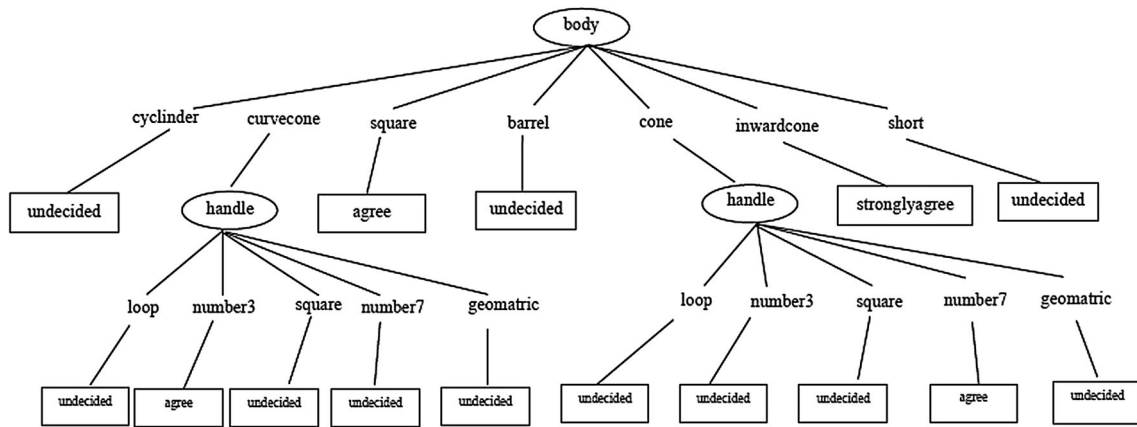 body
cyclinder curvecone square barrel cone inwardcone short
undecided handle agree undecided handle stronglyagree undecided
loop number3 square number7 geomatric loop number3 square number7 geomatric
undecided agree undecided undecided undecided undecided undecided undecided agree undecided